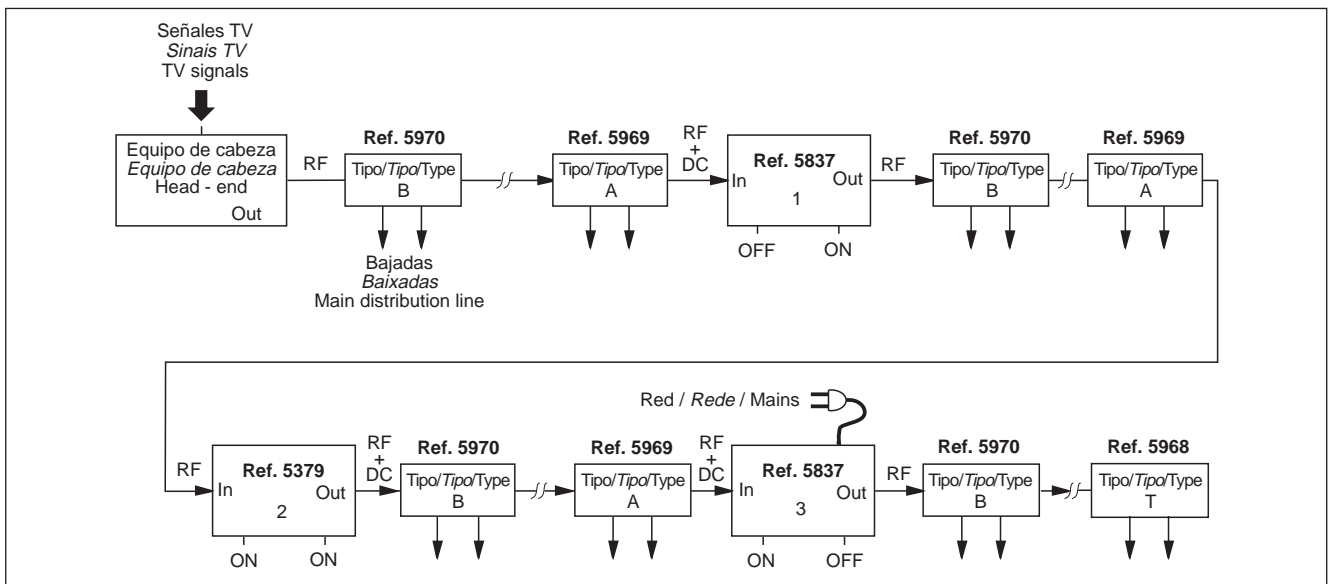 Señales TV
Sinais TV
TV signals
Equipo de cabeza
Equipo de cabeza
Head - end
Out
RF
Ref. 5970
Tipo/Tipo/Type
B
Bajadas
Baixadas
Main distribution line
Ref. 5969
Tipo/Tipo/Type
A
RF
+
DC
Ref. 5837
In
Out
1
OFF
ON
RF
Ref. 5970
Tipo/Tipo/Type
B
Ref. 5969
Tipo/Tipo/Type
A
RF
Ref. 5379
In
Out
2
ON
ON
RF
+
DC
Ref. 5970
Tipo/Tipo/Type
B
Ref. 5969
Tipo/Tipo/Type
A
RF
+
DC
Red / Rede / Mains
Ref. 5837
In
Out
3
ON
OFF
RF
Ref. 5970
Tipo/Tipo/Type
B
Ref. 5968
Tipo/Tipo/Type
T